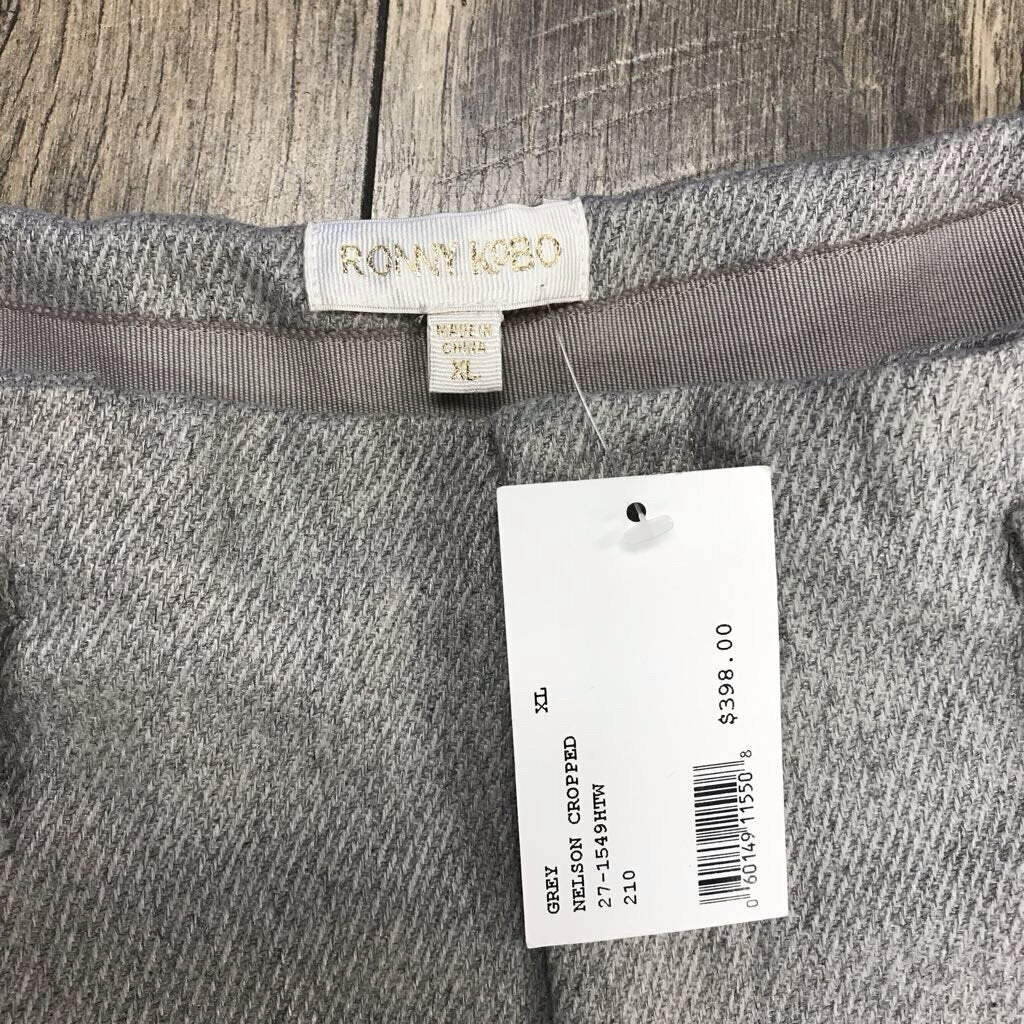 RONNY KOBO
MADE IN
CHINA
XL
XL
GREY
NELSON CROPPED
27-1549HTW
210
$398.00
0 60149 11550 8